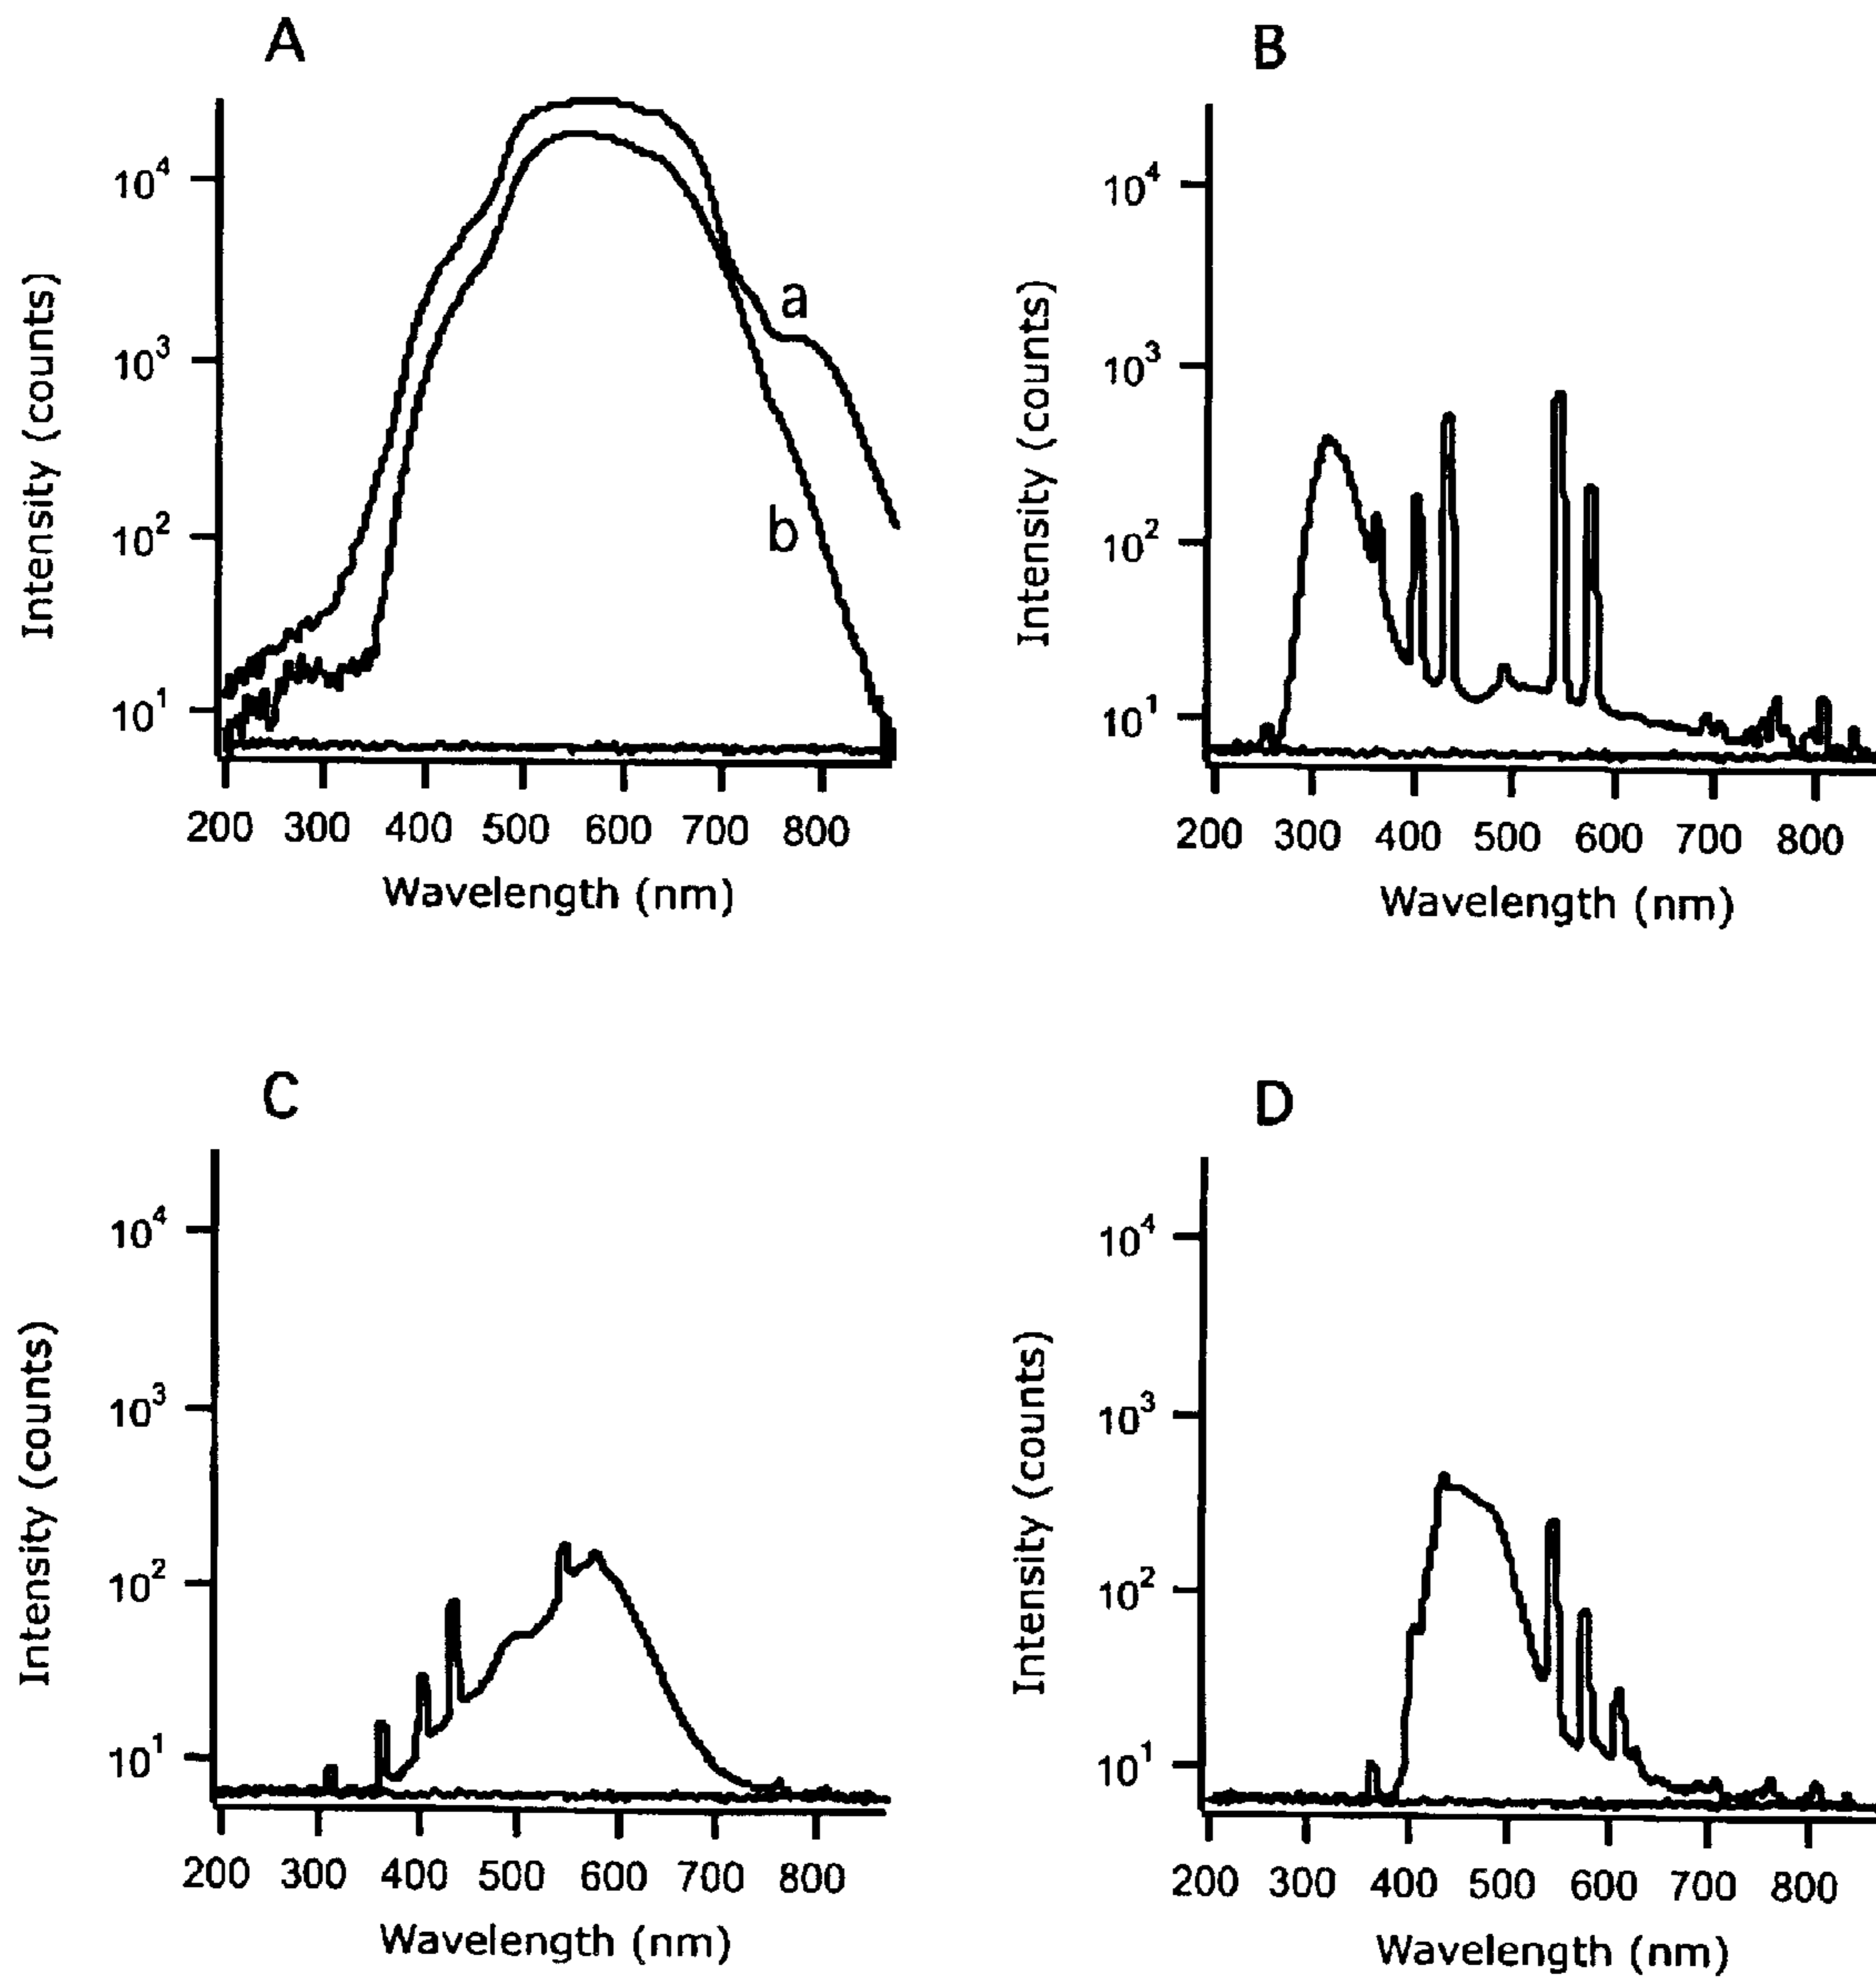 A
Intensity (counts)
10⁴
10³
10²
10¹
a
b
200 300 400 500 600 700 800
Wavelength (nm)
B
Intensity (counts)
10⁴
10³
10²
10¹
200 300 400 500 600 700 800
Wavelength (nm)
C
Intensity (counts)
10⁴
10³
10²
10¹
200 300 400 500 600 700 800
Wavelength (nm)
D
Intensity (counts)
10⁴
10³
10²
10¹
200 300 400 500 600 700 800
Wavelength (nm)